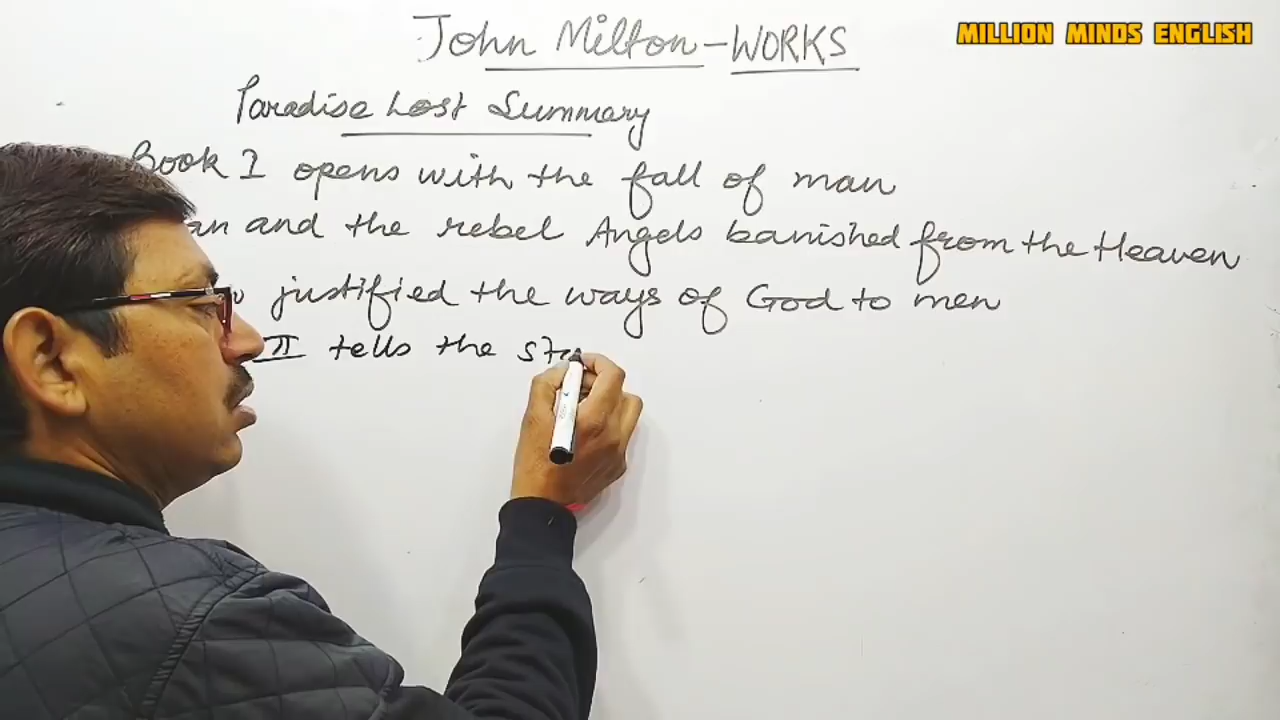 John Milton - WORKS
MILLION MINDS ENGLISH
Paradise Lost Summary
Book I opens with the fall of man
and the rebel Angels banished from the Heaven
justified the ways of God to men
II tells the